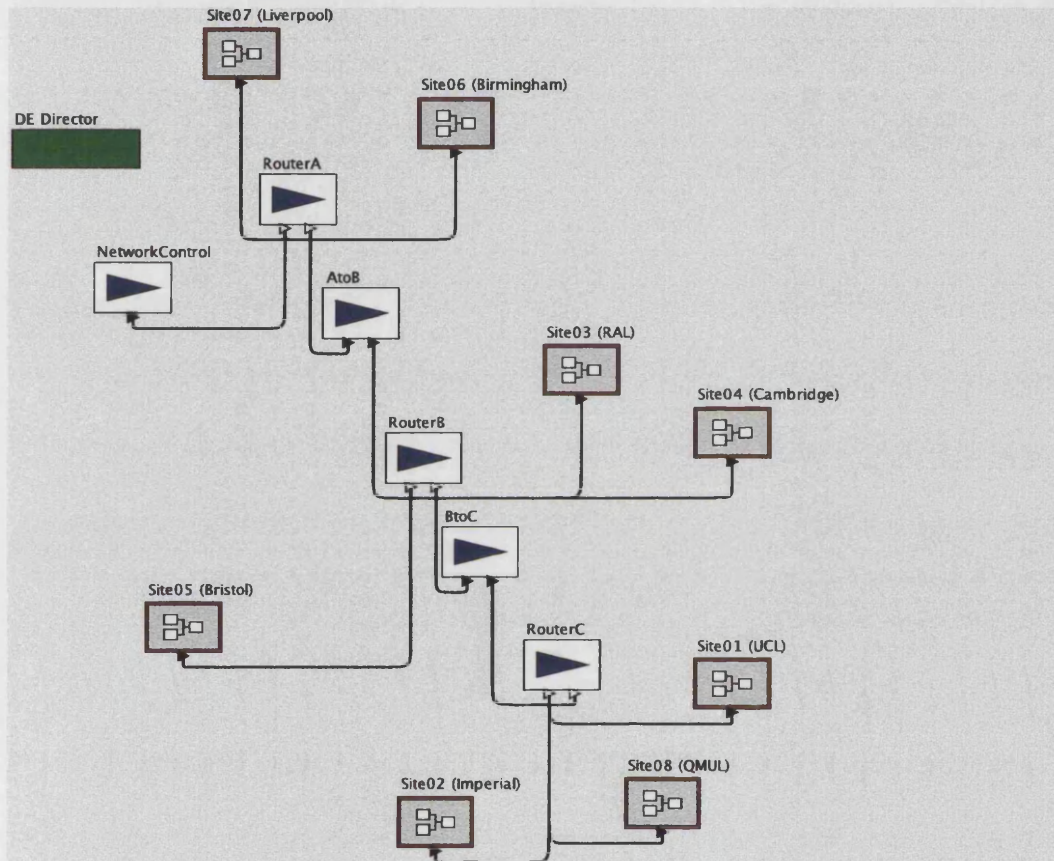 Site07 (Liverpool)
Site06 (Birmingham)
DE Director
RouterA
NetworkControl
AtoB
Site03 (RAL)
Site04 (Cambridge)
RouterB
BtoC
Site05 (Bristol)
RouterC
Site01 (UCL)
Site08 (QMUL)
Site02 (Imperial)